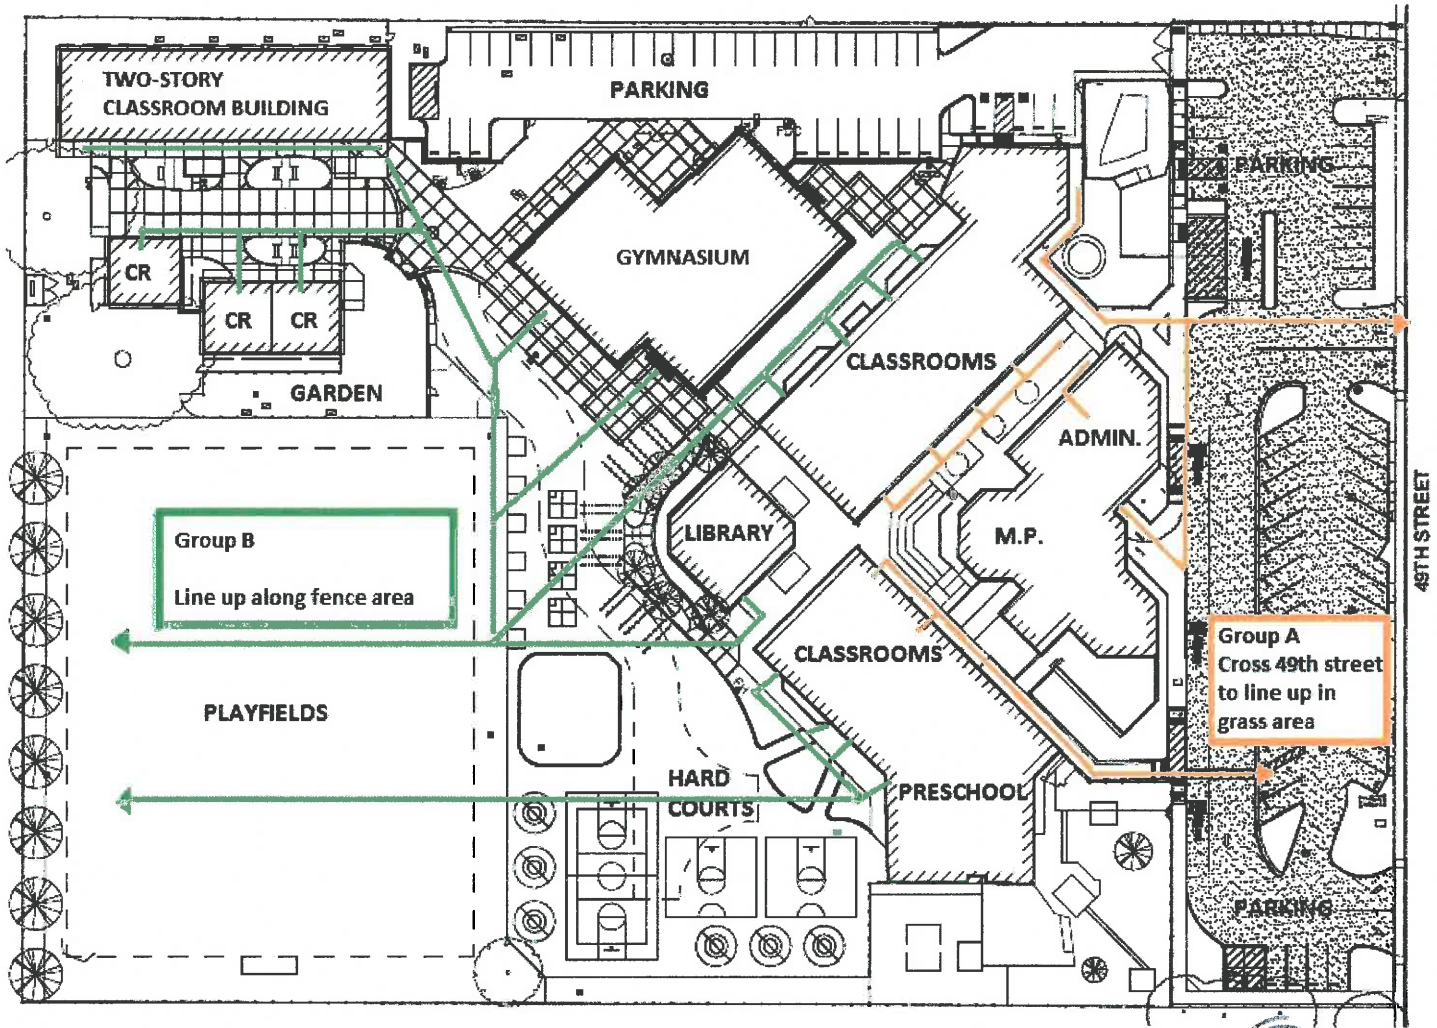 TWO-STORY
CLASSROOM BUILDING
PARKING
FDC
PARKING
GYMNASIUM
CR
CR
CR
GARDEN
CLASSROOMS
ADMIN.
LIBRARY
M.P.
49TH STREET
Group B
Line up along fence area
CLASSROOMS
Group A
Cross 49th street
to line up in
grass area
PLAYFIELDS
HARD
COURTS
PRESCHOOL
PARKING